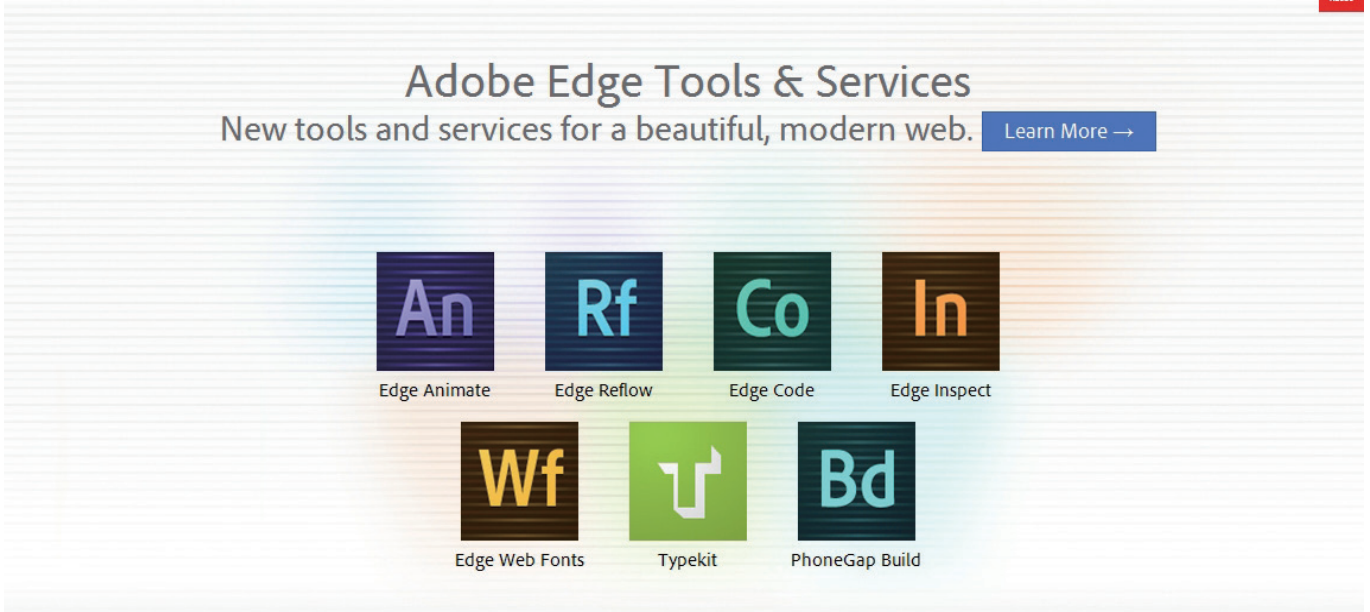 Adobe Edge Tools & Services
New tools and services for a beautiful, modern web. Learn More →
An Rf Co In
Edge Animate Edge Reflow Edge Code Edge Inspect
Wf Bd
Edge Web Fonts Typekit PhoneGap Build